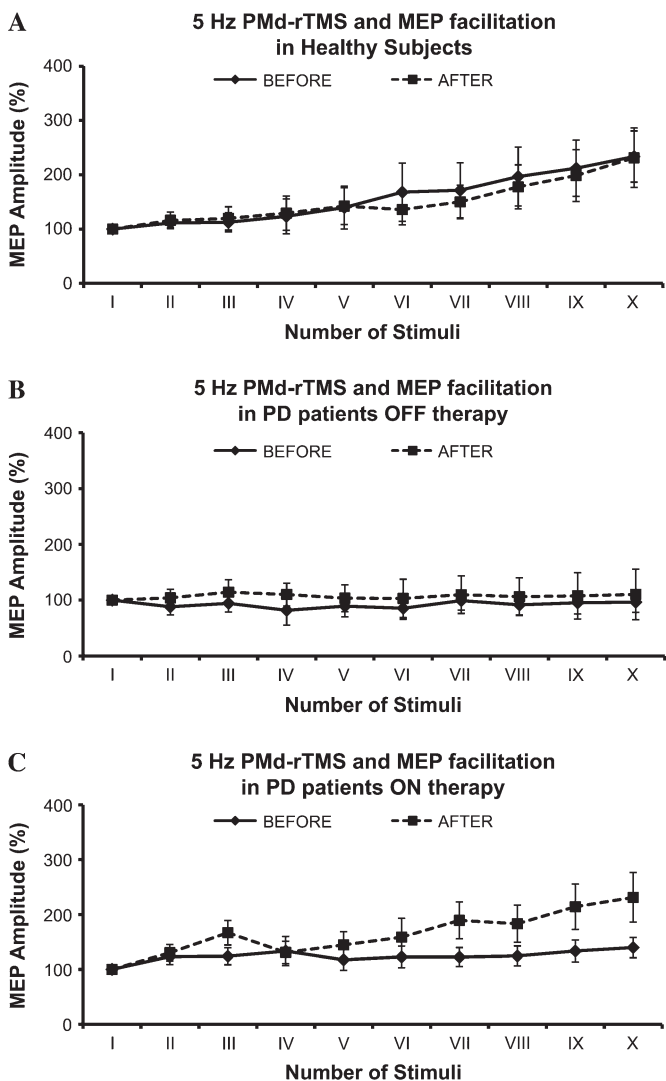 A
5 Hz PMd-rTMS and MEP facilitation
in Healthy Subjects
BEFORE AFTER
MEP Amplitude (%)
400
300
200
100
0
I II III IV V VI VII VIII IX X
Number of Stimuli
B
5 Hz PMd-rTMS and MEP facilitation
in PD patients OFF therapy
BEFORE AFTER
MEP Amplitude (%)
400
300
200
100
0
I II III IV V VI VII VIII IX X
Number of Stimuli
C
5 Hz PMd-rTMS and MEP facilitation
in PD patients ON therapy
BEFORE AFTER
MEP Amplitude (%)
400
300
200
100
0
I II III IV V VI VII VIII IX X
Number of Stimuli